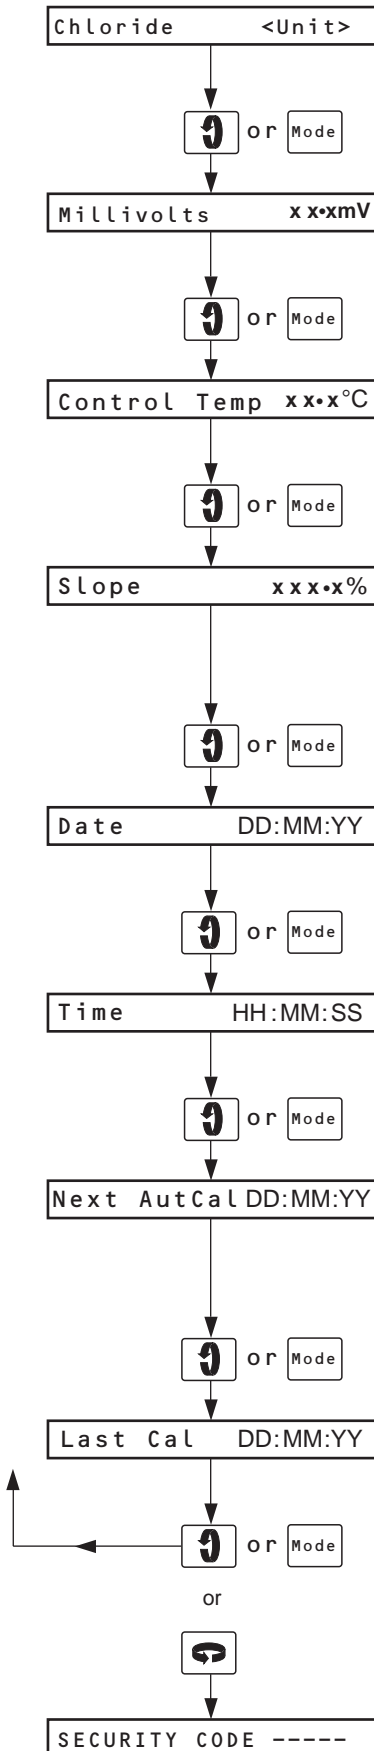 Chloride <Unit>
or Mode
Millivolts xx•xmV
or Mode
Control Temp xx•x°C
or Mode
Slope xxx•x%
or Mode
Date DD:MM:YY
or Mode
Time HH:MM:SS
or Mode
Next AutCal DD:MM:YY
or Mode
Last Cal DD:MM:YY
or Mode
or
SECURITY CODE -----